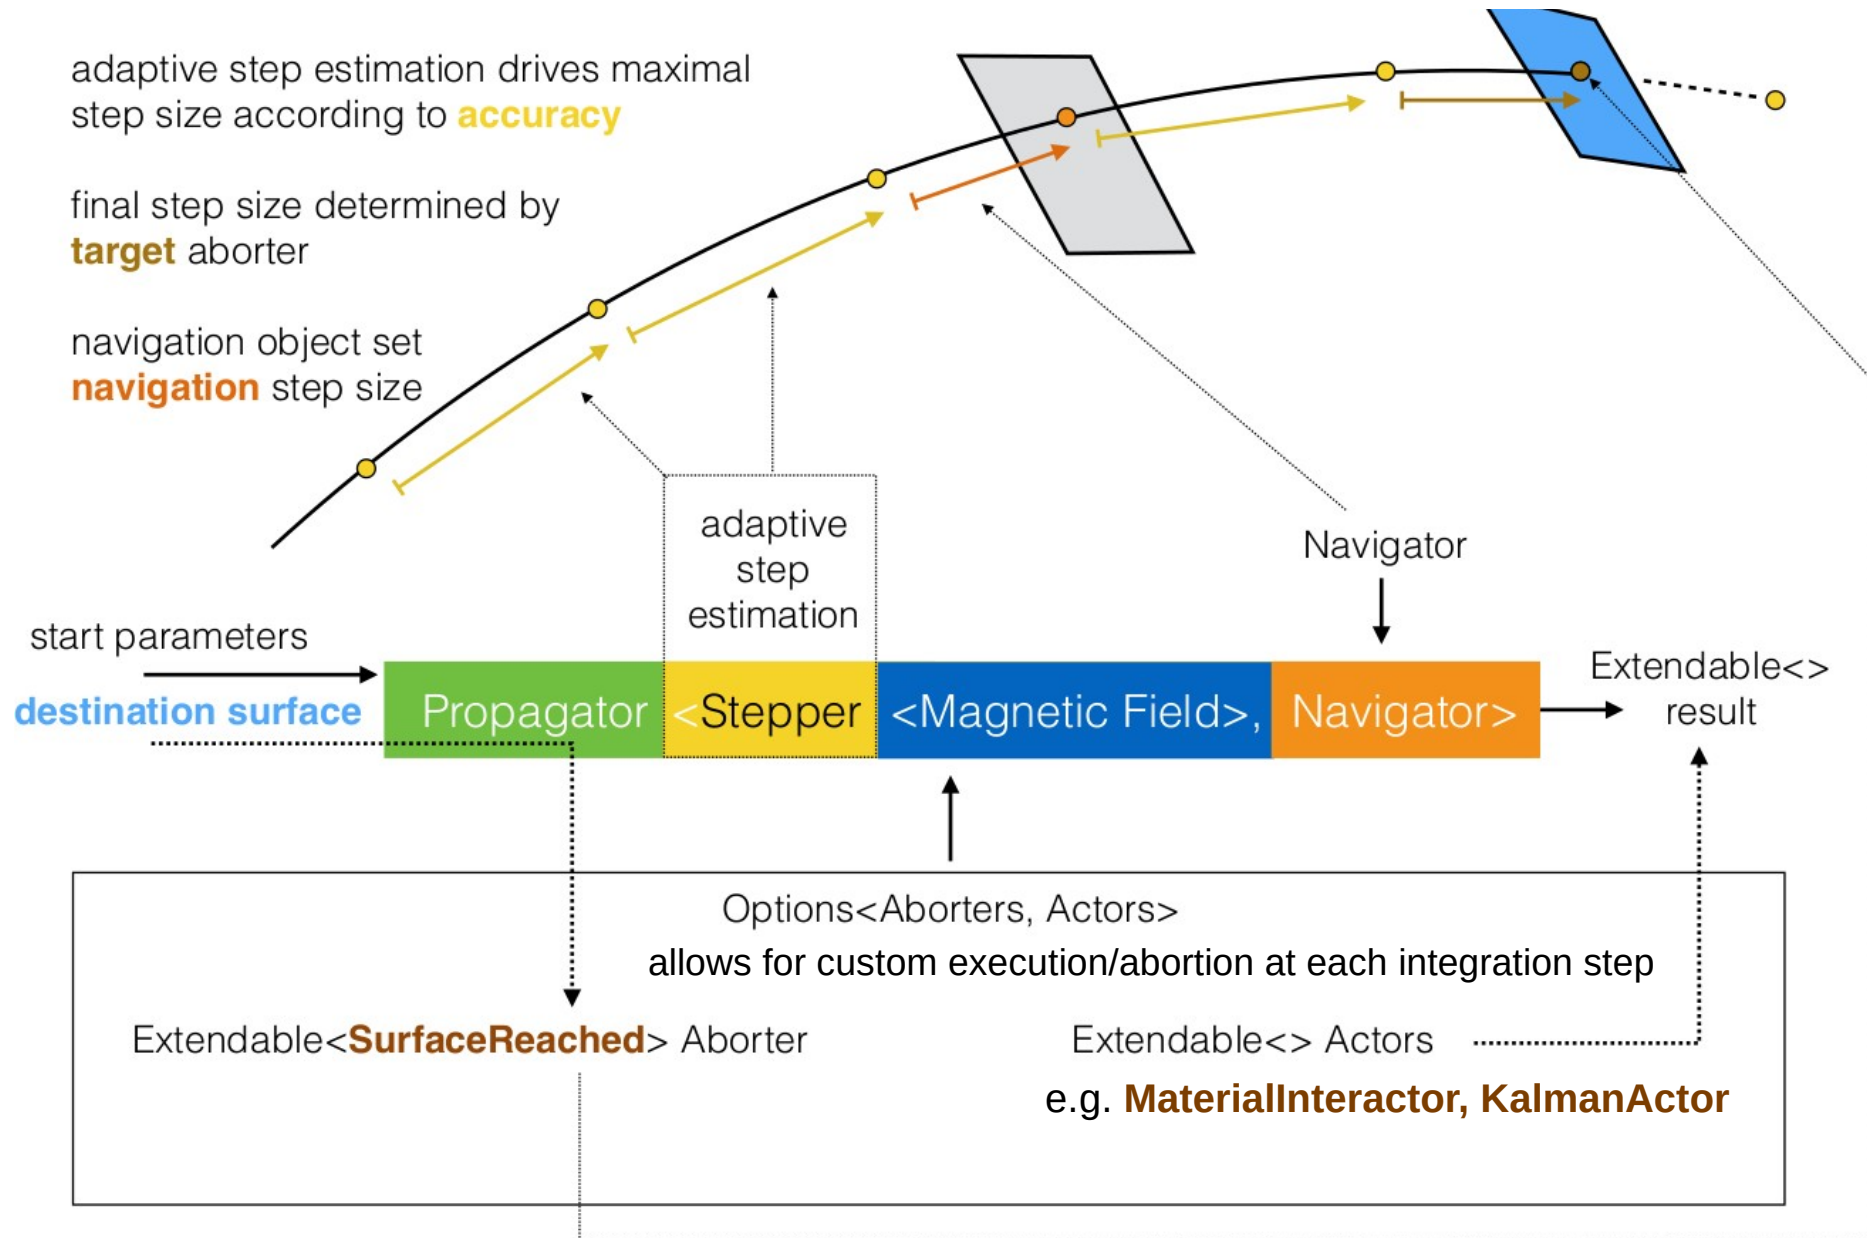 adaptive step estimation drives maximal
step size according to accuracy
final step size determined by
target aborter
navigation object set
navigation step size
adaptive
step
estimation
Navigator
start parameters
destination surface
Propagator <Stepper <Magnetic Field>, Navigator>
Extendable<>
result
Options<Aborters, Actors>
allows for custom execution/abortion at each integration step
Extendable<SurfaceReached> Aborter
Extendable<> Actors
e.g. MaterialInteractor, KalmanActor